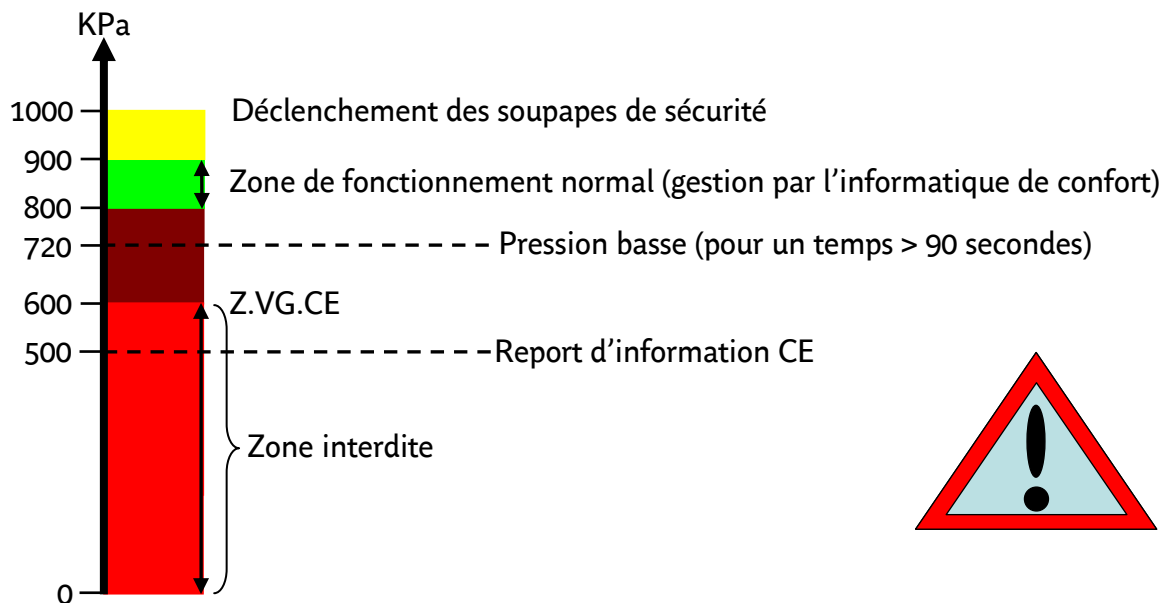 KPa
1000 Déclenchement des soupapes de sécurité
900
Zone de fonctionnement normal (gestion par l’informatique de confort)
800
720 Pression basse (pour un temps > 90 secondes)
600 Z.VG.CE
500 Report d’information CE
Zone interdite
0